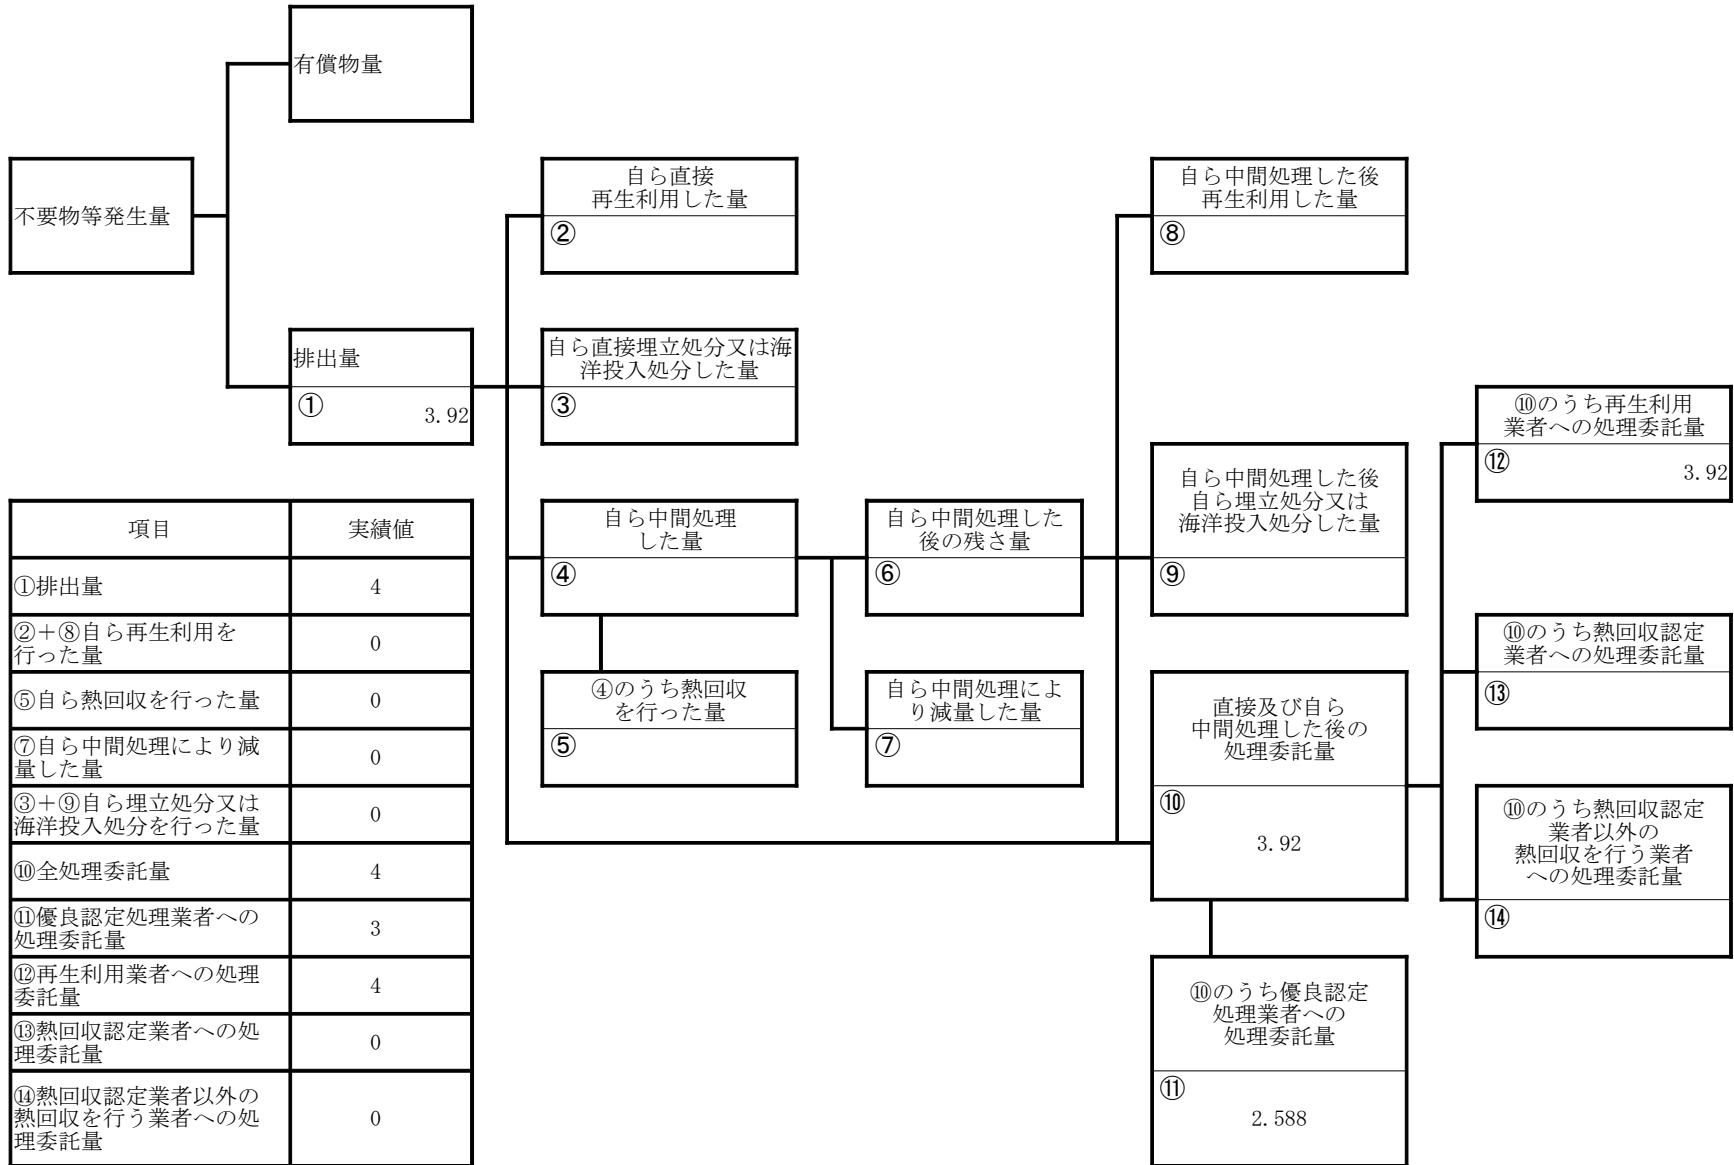 有償物量
不要物等発生量
自ら直接
再生利用した量
②
自ら中間処理した後
再生利用した量
⑧
排出量
①
3.92
自ら直接埋立処分又は海
洋投入処分した量
③
⑩のうち再生利用
業者への処理委託量
⑫
3.92
自ら中間処理した後
自ら埋立処分又は
海洋投入処分した量
⑨
自ら中間処理
した量
④
自ら中間処理した
後の残さ量
⑥
⑩のうち熱回収認定
業者への処理委託量
⑬
④のうち熱回収
を行った量
⑤
自ら中間処理によ
り減量した量
⑦
直接及び自ら
中間処理した後の
処理委託量
⑩
3.92
⑩のうち熱回収認定
業者以外の
熱回収を行う業者
への処理委託量
⑭
⑩のうち優良認定
処理業者への
処理委託量
⑪
2.588
項目 実績値
①排出量 4
②+⑧自ら再生利用を
行った量 0
⑤自ら熱回収を行った量 0
⑦自ら中間処理により減
量した量 0
③+⑨自ら埋立処分又は
海洋投入処分を行った量 0
⑩全処理委託量 4
⑪優良認定処理業者への
処理委託量 3
⑫再生利用業者への処理
委託量 4
⑬熱回収認定業者への処
理委託量 0
⑭熱回収認定業者以外の
熱回収を行う業者への処
理委託量 0